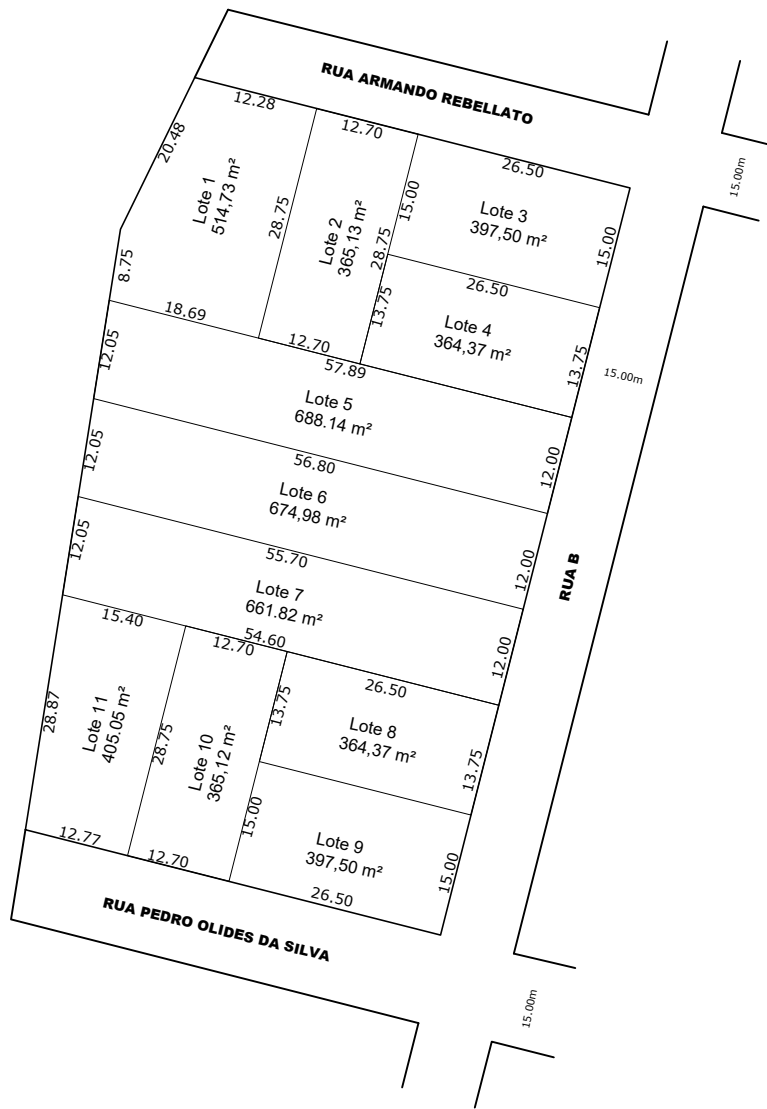 RUA ARMANDO REBELLATO
12.28
12.70
26.50
20.48
Lote 1
514,73 m²
28.75
Lote 2
365,13 m²
15.00
28.75
13.75
Lote 3
397,50 m²
15.00
15.00m
8.75
26.50
Lote 4
364,37 m²
13.75
15.00m
18.69
12.70
57.89
12.05
Lote 5
688.14 m²
12.00
56.80
12.05
Lote 6
674,98 m²
12.00
RUA B
55.70
12.05
Lote 7
661.82 m²
12.00
15.40
12.70
54.60
26.50
28.87
Lote 11
405.05 m²
28.75
Lote 10
365,12 m²
13.75
Lote 8
364,37 m²
13.75
15.00
Lote 9
397,50 m²
15.00
12.77
12.70
26.50
RUA PEDRO OLIDES DA SILVA
15.00m